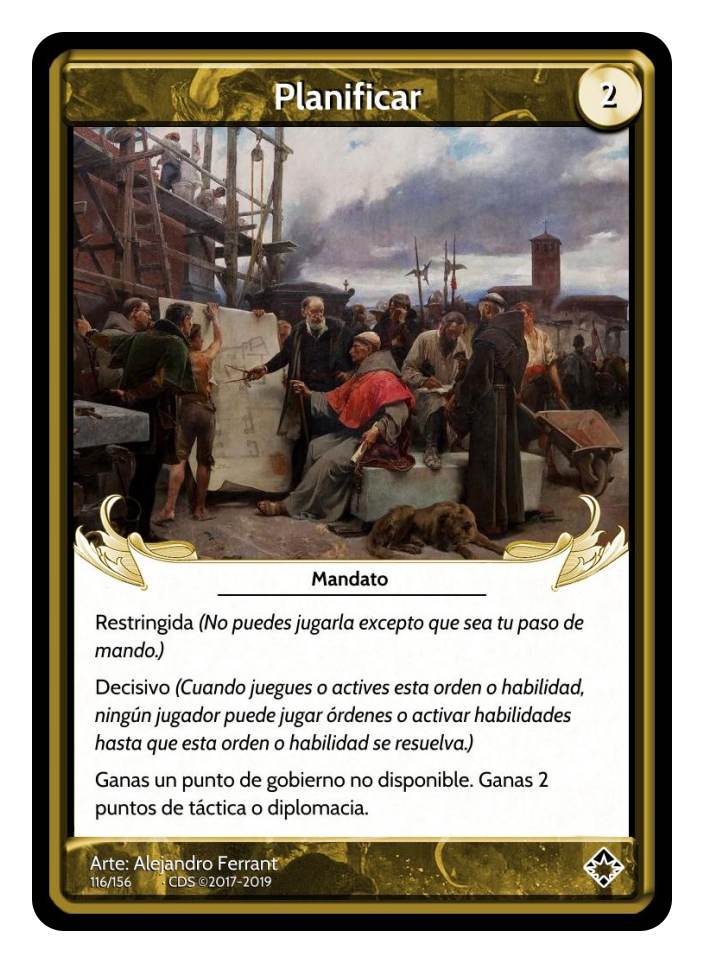 Planificar
2
Mandato
Restringida (No puedes jugarla excepto que sea tu paso de
mando.)
Decisivo (Cuando juegues o actives esta orden o habilidad,
ningún jugador puede jugar órdenes o activar habilidades
hasta que esta orden o habilidad se resuelva.)
Ganas un punto de gobierno no disponible. Ganas 2
puntos de táctica o diplomacia.
Arte: Alejandro Ferrant
116/156 · CDS ©2017-2019